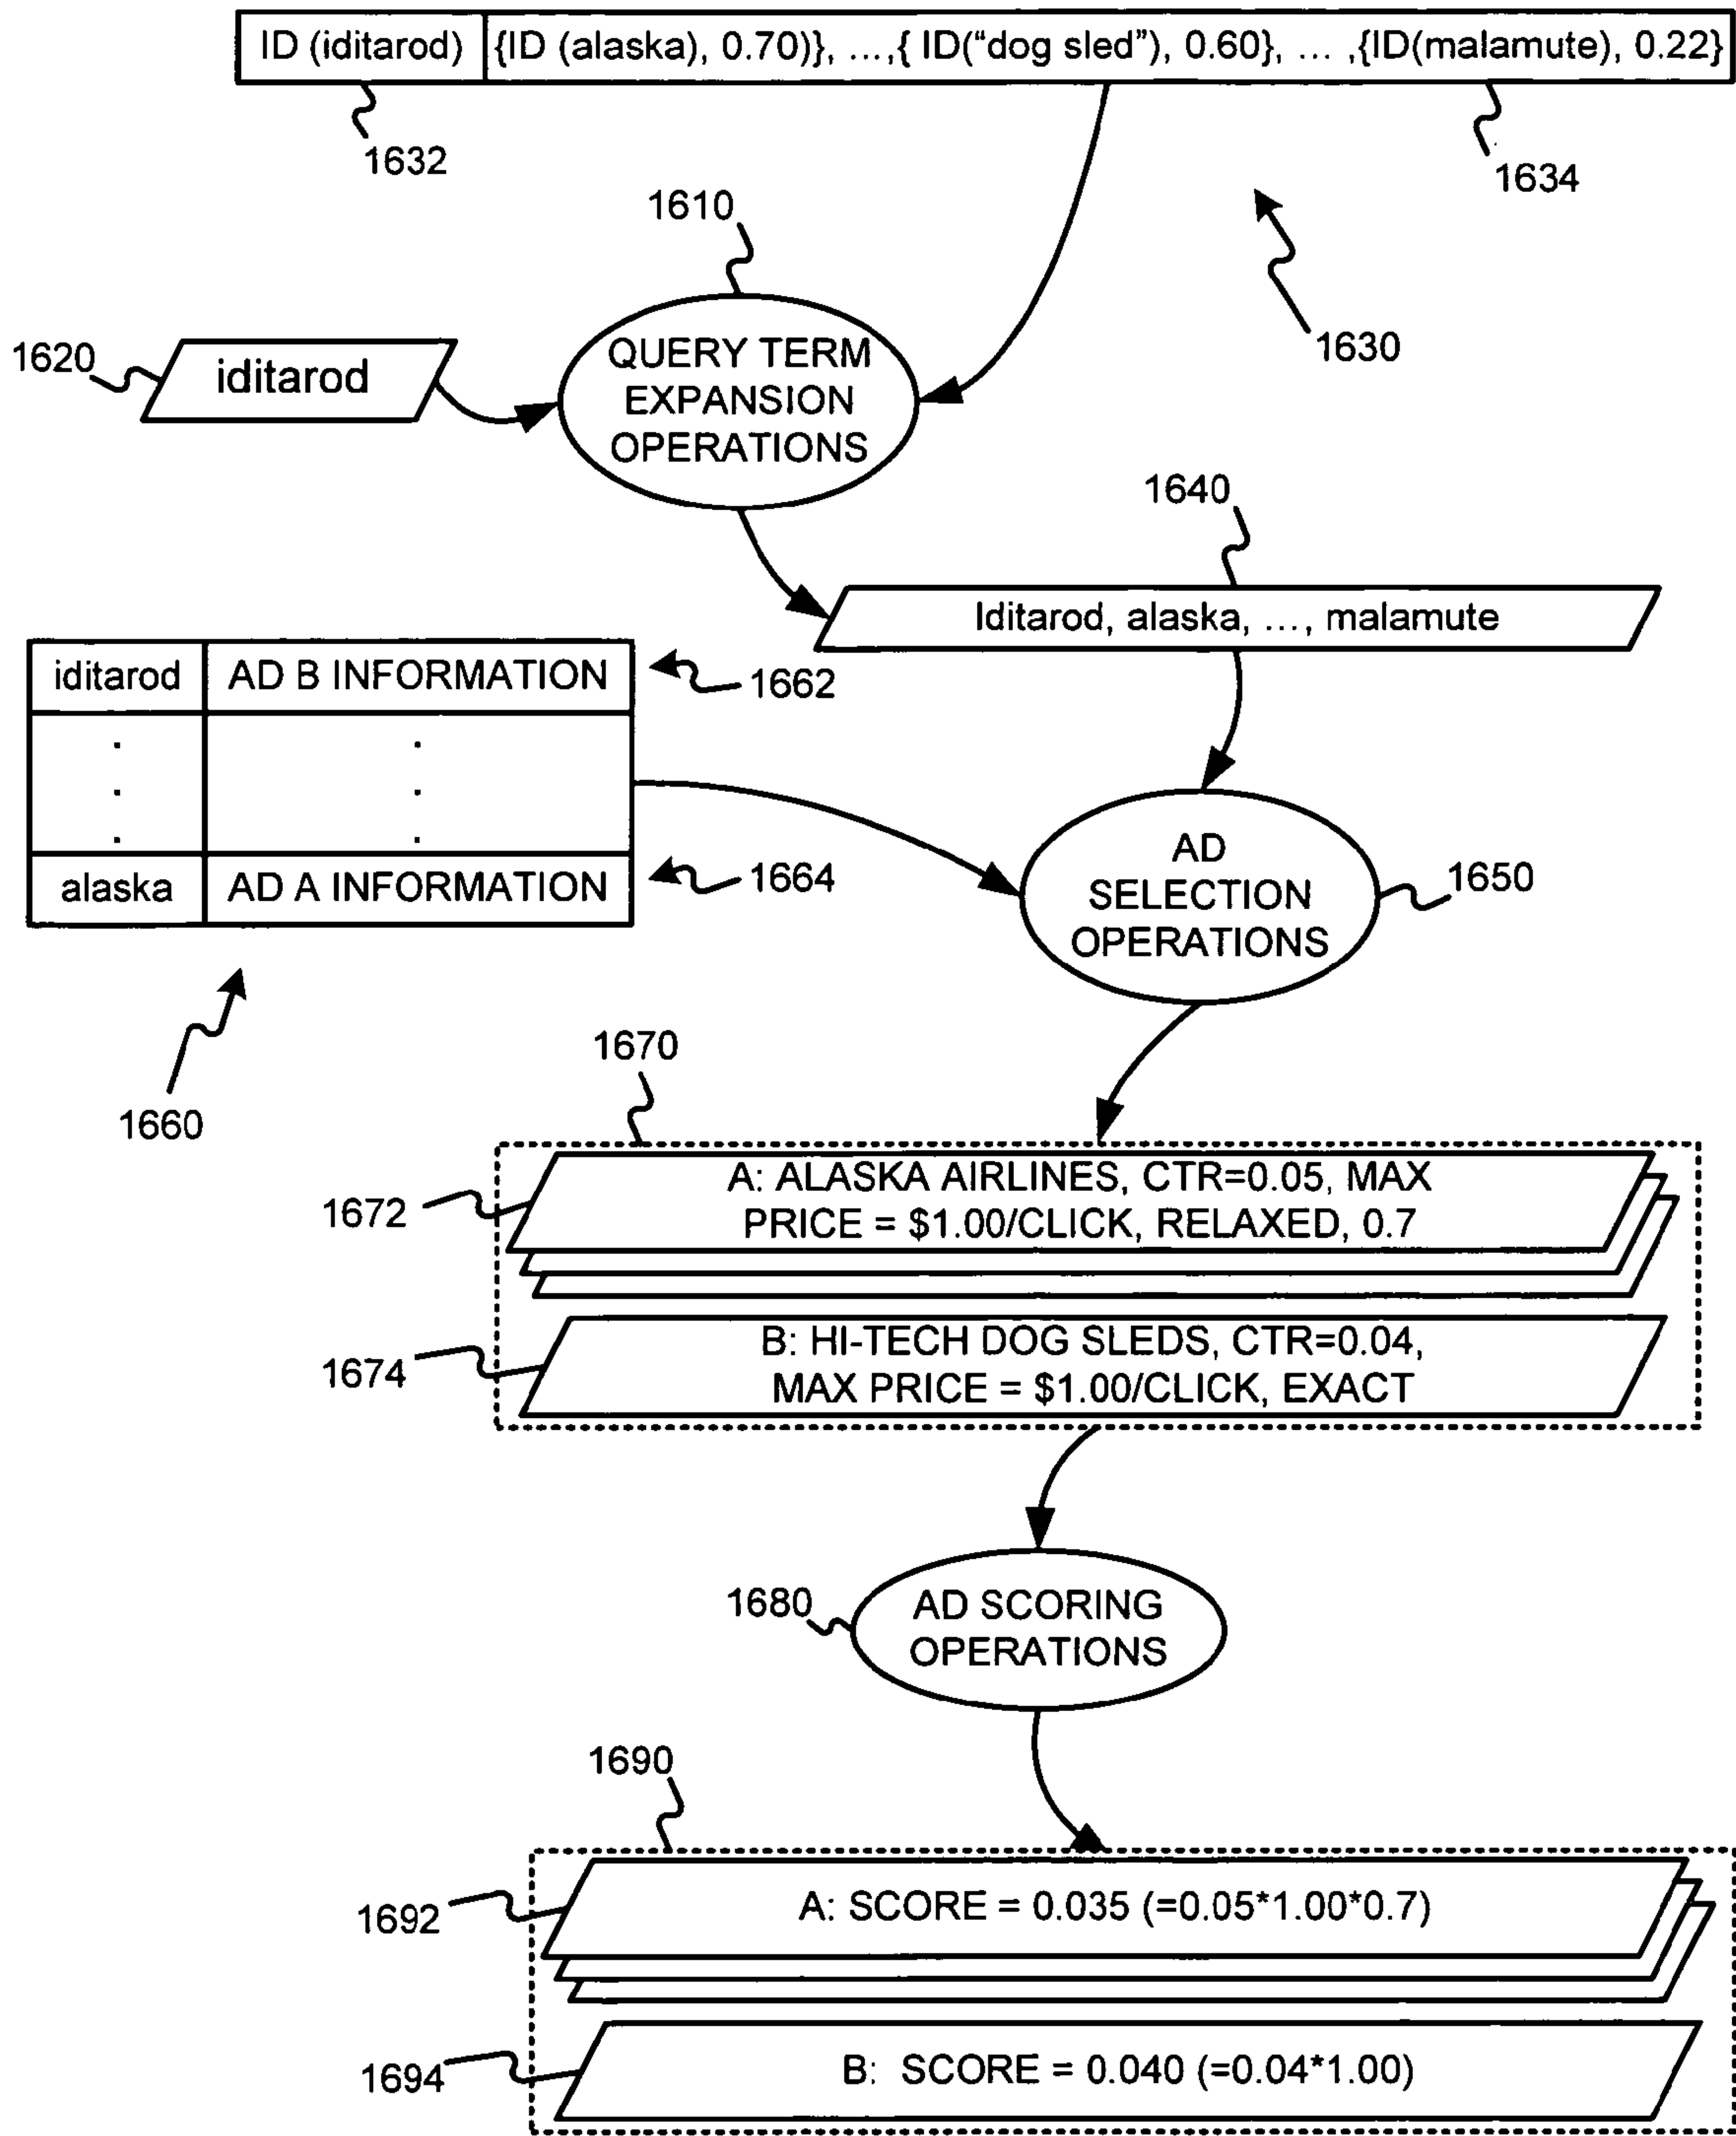 ID (iditarod) {ID (alaska), 0.70)}, ...,{ ID("dog sled"), 0.60}, ... ,{ID(malamute), 0.22}
1632
1634
1610
1630
1620
iditarod
QUERY TERM
EXPANSION
OPERATIONS
1640
Iditarod, alaska, ..., malamute
iditarod AD B INFORMATION
1662
. .
. .
. .
alaska AD A INFORMATION
1664
AD
SELECTION
OPERATIONS
1650
1660
1670
1672
A: ALASKA AIRLINES, CTR=0.05, MAX
PRICE = $1.00/CLICK, RELAXED, 0.7
1674
B: HI-TECH DOG SLEDS, CTR=0.04,
MAX PRICE = $1.00/CLICK, EXACT
1680
AD SCORING
OPERATIONS
1690
1692
A: SCORE = 0.035 (=0.05*1.00*0.7)
1694
B: SCORE = 0.040 (=0.04*1.00)